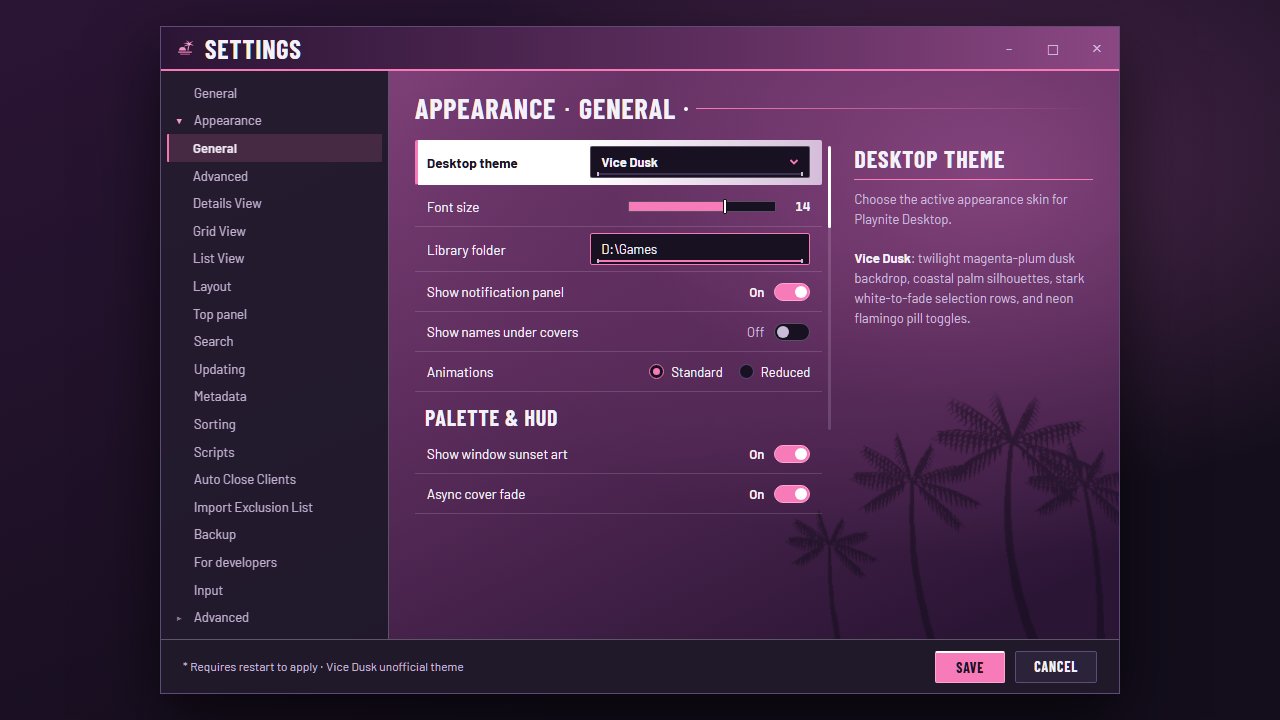 SETTINGS
General
Appearance
General
Advanced
Details View
Grid View
List View
Layout
Top panel
Search
Updating
Metadata
Sorting
Scripts
Auto Close Clients
Import Exclusion List
Backup
For developers
Input
Advanced
APPEARANCE · GENERAL ·
Desktop theme
Vice Dusk
Font size
14
Library folder
D:\Games
Show notification panel
On
Show names under covers
Off
Animations
Standard
Reduced
PALETTE & HUD
Show window sunset art
On
Async cover fade
On
DESKTOP THEME
Choose the active appearance skin for
Playnite Desktop.
Vice Dusk: twilight magenta-plum dusk
backdrop, coastal palm silhouettes, stark
white-to-fade selection rows, and neon
flamingo pill toggles.
* Requires restart to apply · Vice Dusk unofficial theme
SAVE
CANCEL